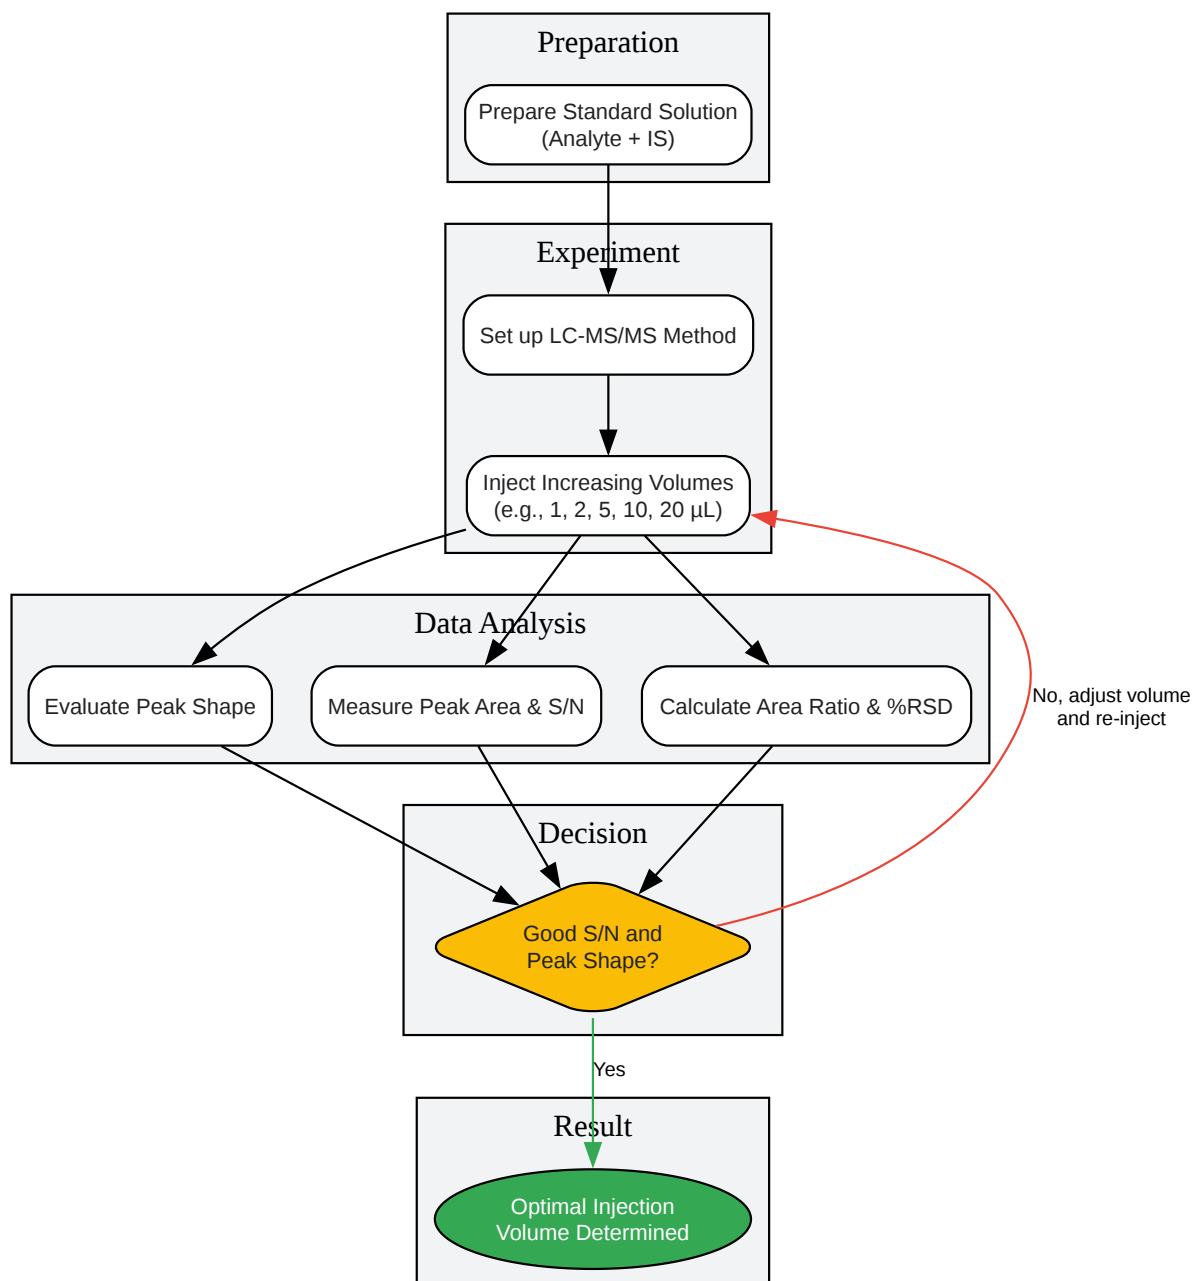 Preparation
Prepare Standard Solution
(Analyte + IS)
Experiment
Set up LC-MS/MS Method
Inject Increasing Volumes
(e.g., 1, 2, 5, 10, 20 µL)
Data Analysis
Evaluate Peak Shape
Measure Peak Area & S/N
Calculate Area Ratio & %RSD
No, adjust volume
and re-inject
Decision
Good S/N and
Peak Shape?
Yes
Result
Optimal Injection
Volume Determined